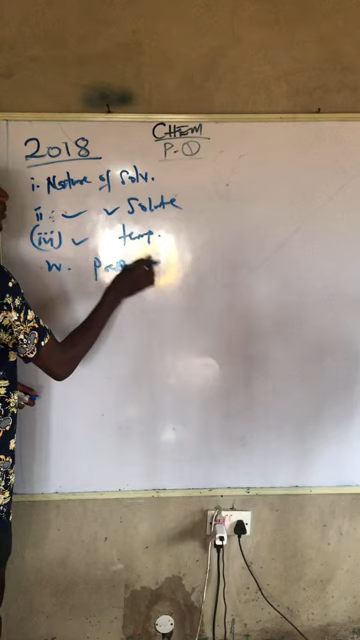 CHEM
P-①
2018
i. Nature of Solv.
ii. ✓ ✓ Solute
(iii) ✓ temp.
iv.